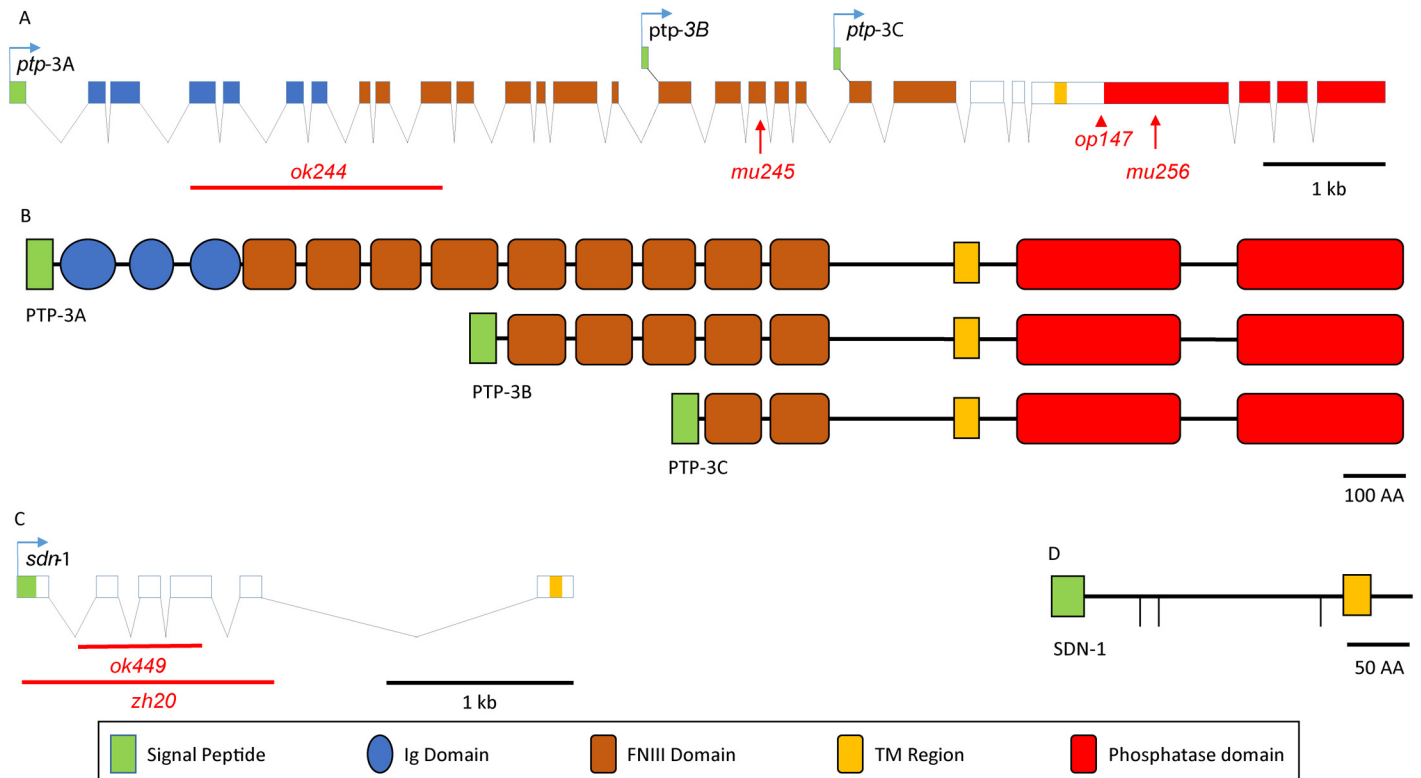 A
ptp-3A
ptp-3B
ptp-3C
ok244
mu245
op147
mu256
1 kb
B
PTP-3A
PTP-3B
PTP-3C
100 AA
C
sdn-1
ok449
zh20
1 kb
D
SDN-1
50 AA
Signal Peptide
Ig Domain
FNIII Domain
TM Region
Phosphatase domain